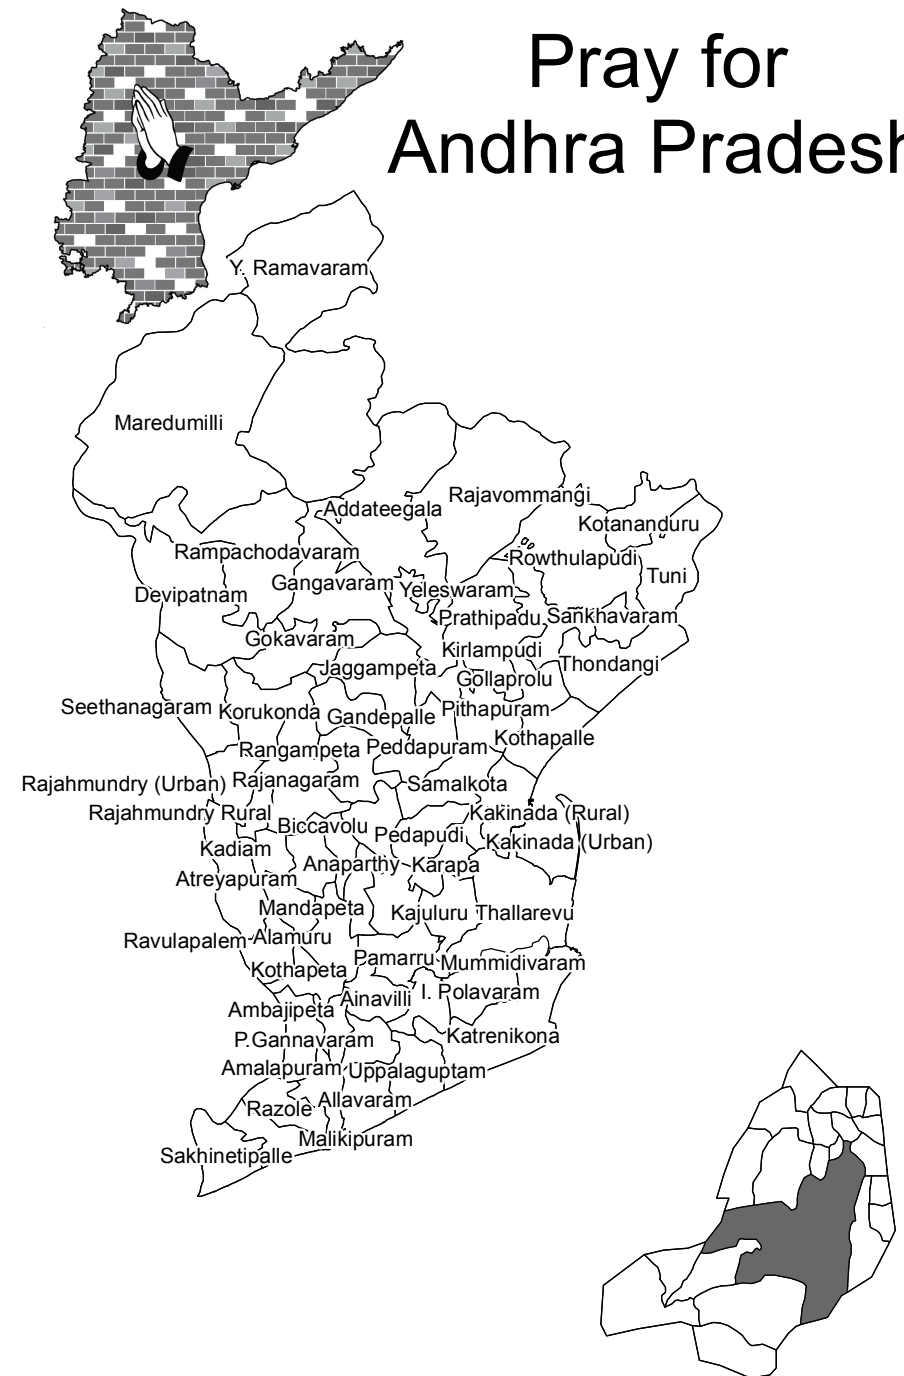 Pray for
Andhra Pradesh
Y. Ramavaram
Maredumilli
Rajavommangi
Addateegala
Kotananduru
Rampachodavaram
Rowthulapudi
Tuni
Gangavaram
Yeleswaram
Devipatnam
Prathipadu
Sankhavaram
Gokavaram
Kirlampudi
Thondangi
Jaggampeta
Gollaprolu
Seethanagaram
Korukonda
Gandepalle
Pithapuram
Kothapalle
Rangampeta
Peddapuram
Rajahmundry (Urban)
Rajanagaram
Samalkota
Rajahmundry Rural
Kakinada (Rural)
Biccavolu
Pedapudi
Kakinada (Urban)
Kadiam
Anaparthy
Karapa
Atreyapuram
Mandapeta
Kajuluru
Thallarevu
Ravulapalem
Alamuru
Pamarru
Mummidivaram
Kothapeta
Ainavilli
I. Polavaram
Ambajipeta
P.Gannavaram
Katrenikona
Amalapuram
Uppalaguptam
Razole
Allavaram
Malikipuram
Sakhinetipalle